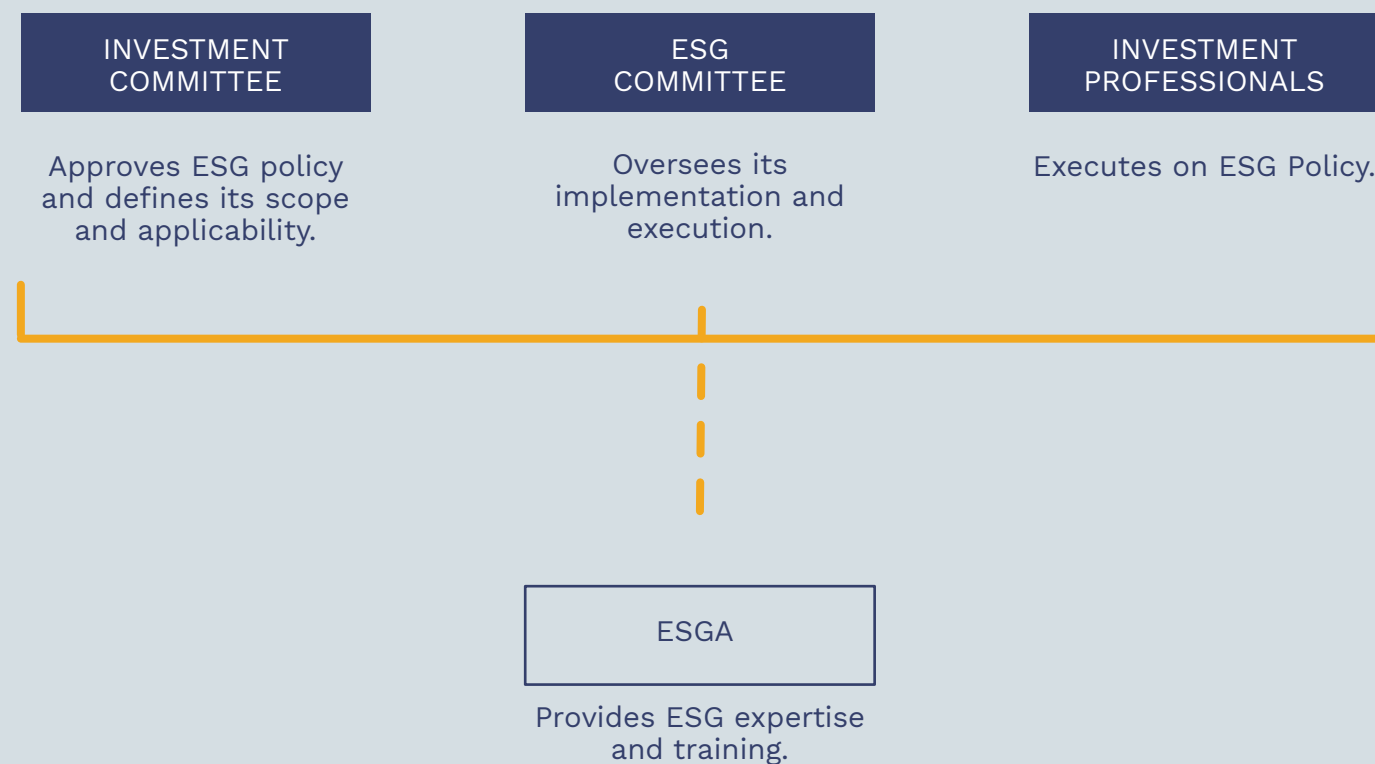 INVESTMENT
COMMITTEE
Approves ESG policy
and defines its scope
and applicability.
ESG
COMMITTEE
Oversees its
implementation and
execution.
INVESTMENT
PROFESSIONALS
Executes on ESG Policy.
ESGA
Provides ESG expertise
and training.